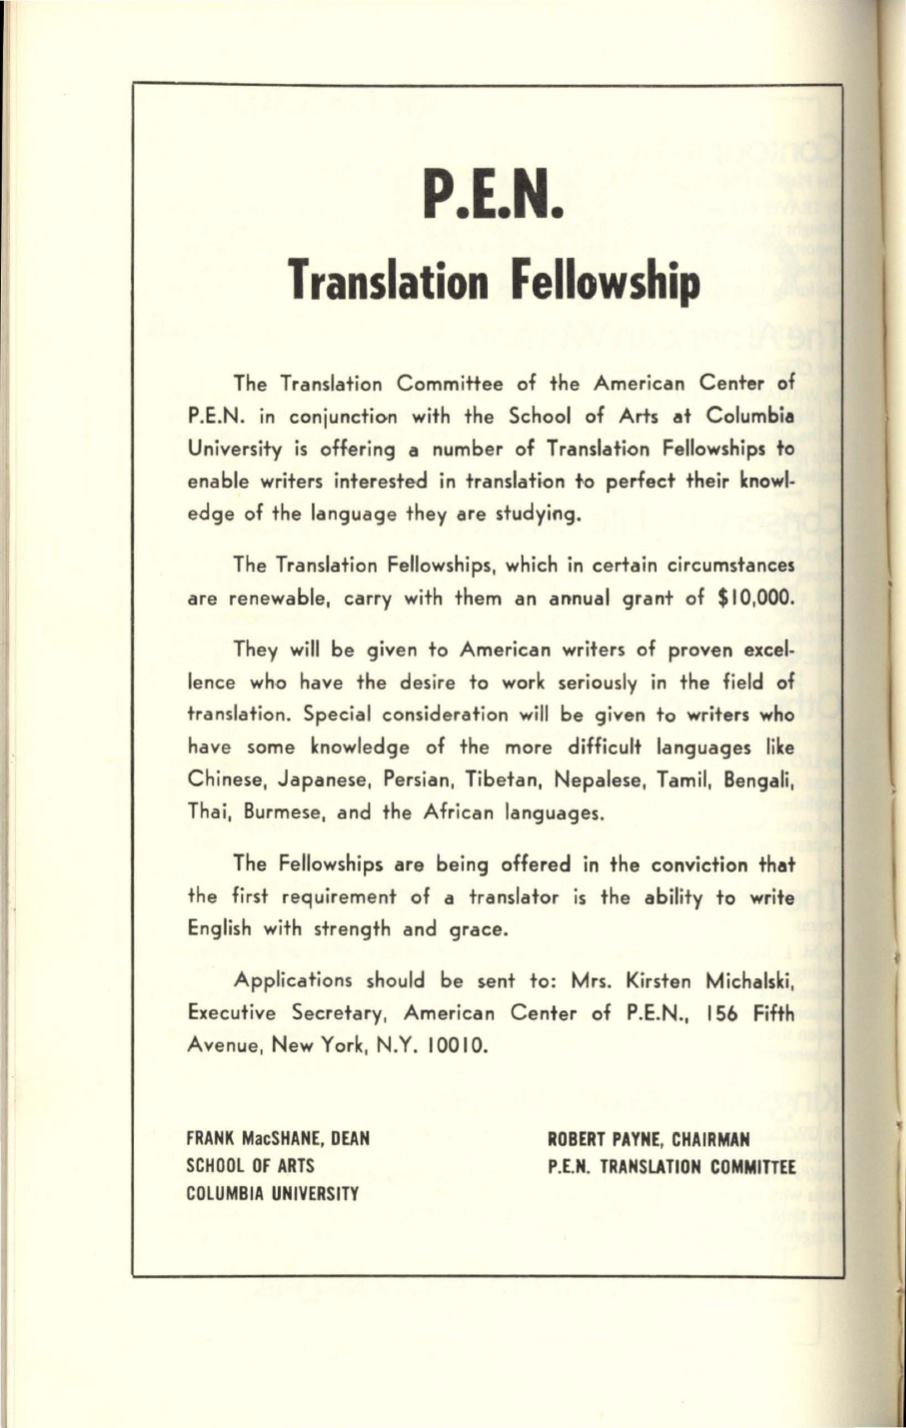 P.E.N.
Translation Fellowship
The Translation Committee of the American Center of
P.E.N. in conjunction with the School of Arts at Columbia
University is offering a number of Translation Fellowships to
enable writers interested in translation to perfect their knowl-
edge of the language they are studying.
The Translation Fellowships, which in certain circumstances
are renewable, carry with them an annual grant of $10,000.
They will be given to American writers of proven excel-
lence who have the desire to work seriously in the field of
translation. Special consideration will be given to writers who
have some knowledge of the more difficult languages like
Chinese, Japanese, Persian, Tibetan, Nepalese, Tamil, Bengali,
Thai, Burmese, and the African languages.
The Fellowships are being offered in the conviction that
the first requirement of a translator is the ability to write
English with strength and grace.
Applications should be sent to: Mrs. Kirsten Michalski,
Executive Secretary, American Center of P.E.N., 156 Fifth
Avenue, New York, N.Y. 10010.
FRANK MacSHANE, DEAN
SCHOOL OF ARTS
COLUMBIA UNIVERSITY
ROBERT PAYNE, CHAIRMAN
P.E.N. TRANSLATION COMMITTEE